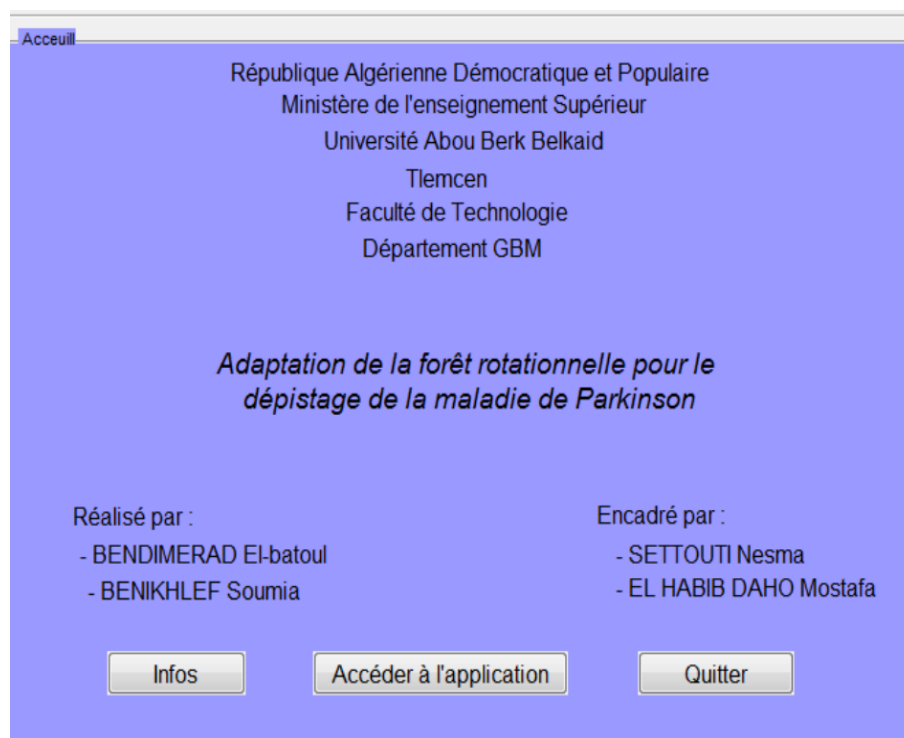 Acceuill
République Algérienne Démocratique et Populaire
Ministère de l'enseignement Supérieur
Université Abou Berk Belkaid
Tlemcen
Faculté de Technologie
Département GBM
Adaptation de la forêt rotationnelle pour le
dépistage de la maladie de Parkinson
Réalisé par :
- BENDIMERAD El-batoul
- BENIKHLEF Soumia
Encadré par :
- SETTOUTI Nesma
- EL HABIB DAHO Mostafa
Infos
Accéder à l'application
Quitter